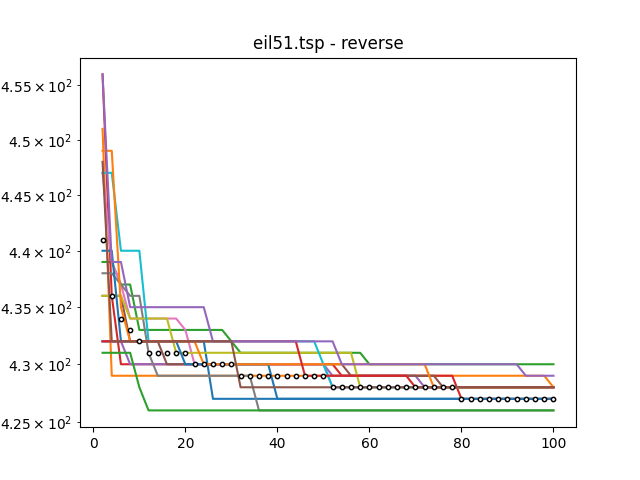 eil51.tsp - reverse
4.55 × 10²
4.5 × 10²
4.45 × 10²
4.4 × 10²
4.35 × 10²
4.3 × 10²
4.25 × 10²
0 20 40 60 80 100